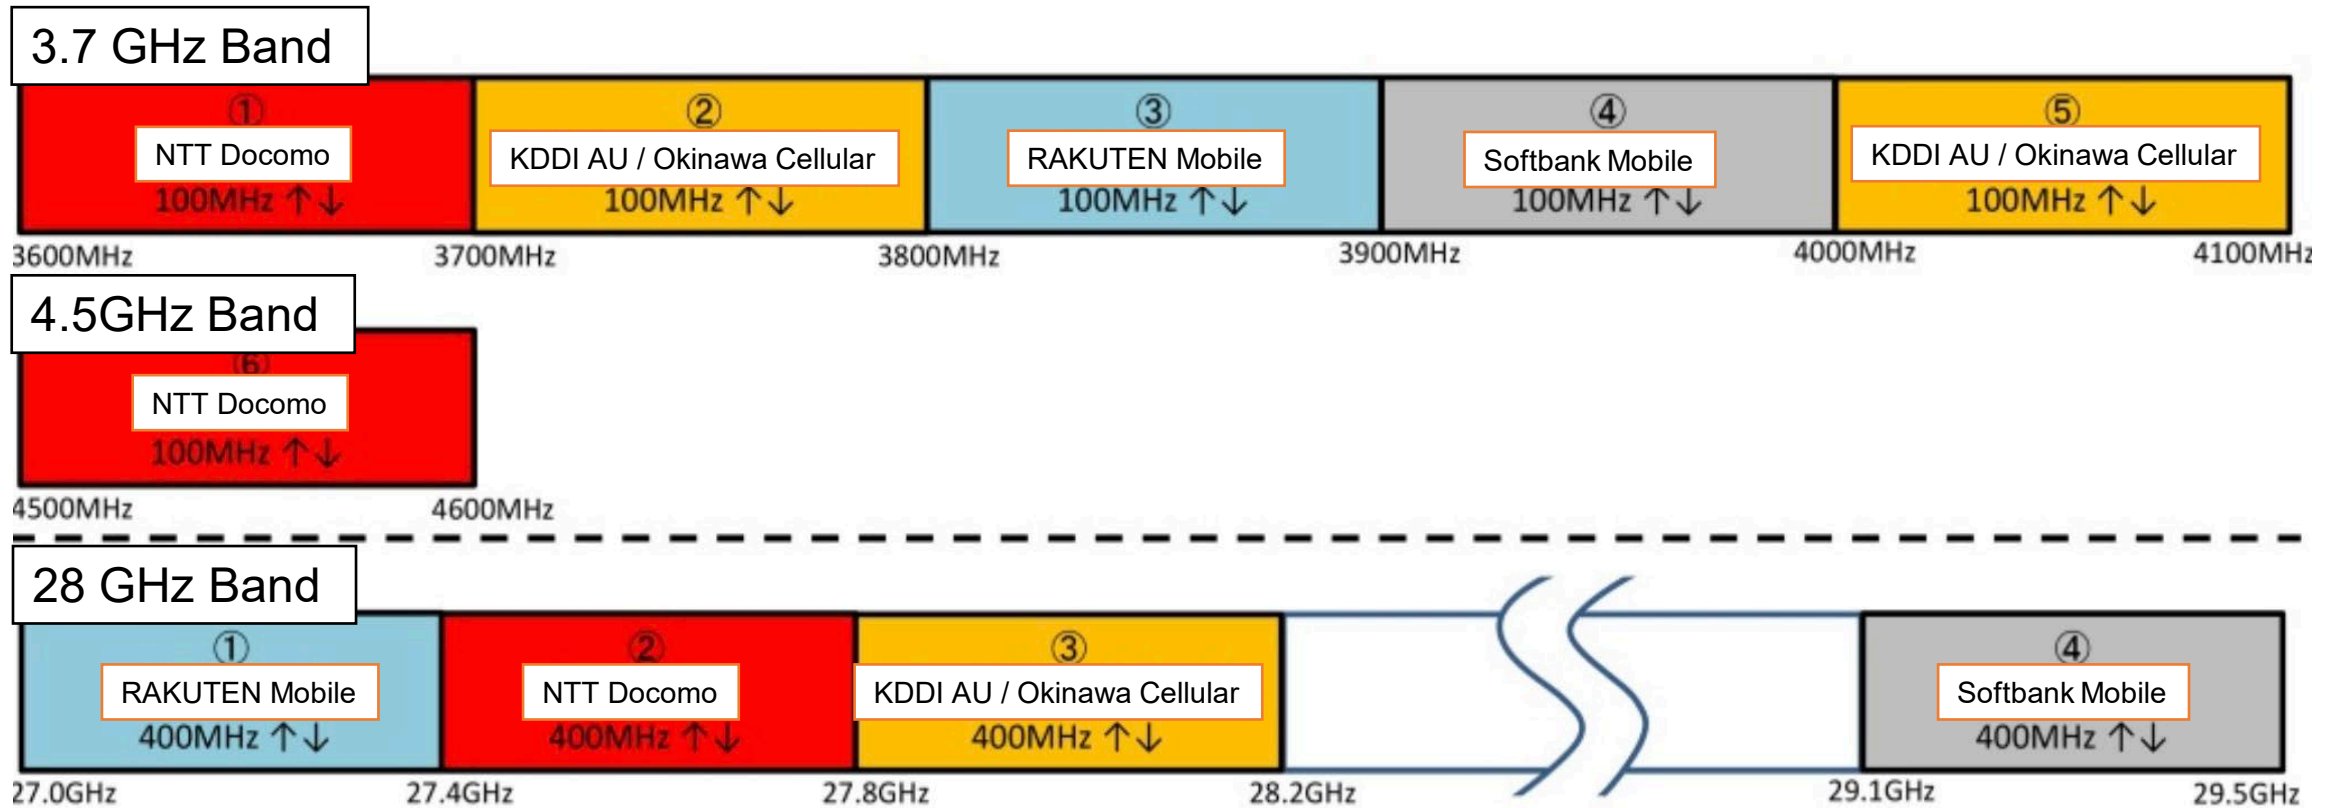 3.7 GHz Band
① ② ③ ④ ⑤
NTT Docomo KDDI AU / Okinawa Cellular RAKUTEN Mobile Softbank Mobile KDDI AU / Okinawa Cellular
100MHz ↑↓ 100MHz ↑↓ 100MHz ↑↓ 100MHz ↑↓ 100MHz ↑↓
3600MHz 3700MHz 3800MHz 3900MHz 4000MHz 4100MHz
4.5GHz Band
⑥
NTT Docomo
100MHz ↑↓
4500MHz 4600MHz
28 GHz Band
① ② ③ ④
RAKUTEN Mobile NTT Docomo KDDI AU / Okinawa Cellular Softbank Mobile
400MHz ↑↓ 400MHz ↑↓ 400MHz ↑↓ 400MHz ↑↓
27.0GHz 27.4GHz 27.8GHz 28.2GHz 29.1GHz 29.5GHz